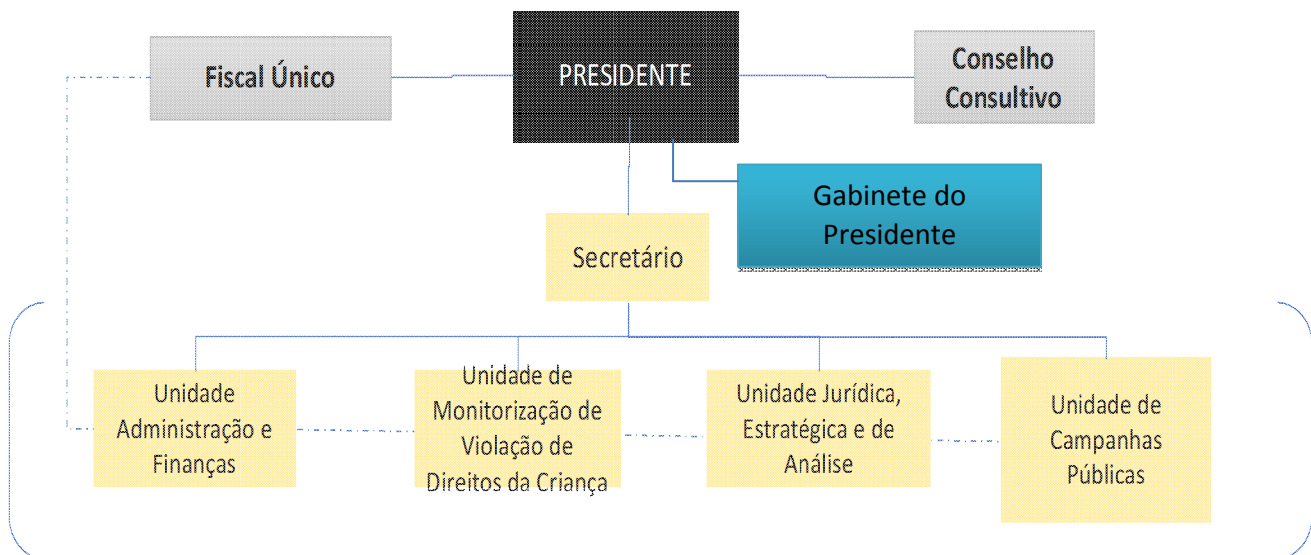 Fiscal Único
PRESIDENTE
Conselho
Consultivo
Gabinete do
Presidente
Secretário
Unidade
Administração e
Finanças
Unidade de
Monitorização de
Violação de
Direitos da Criança
Unidade Jurídica,
Estratégica e de
Análise
Unidade de
Campanhas
Públicas